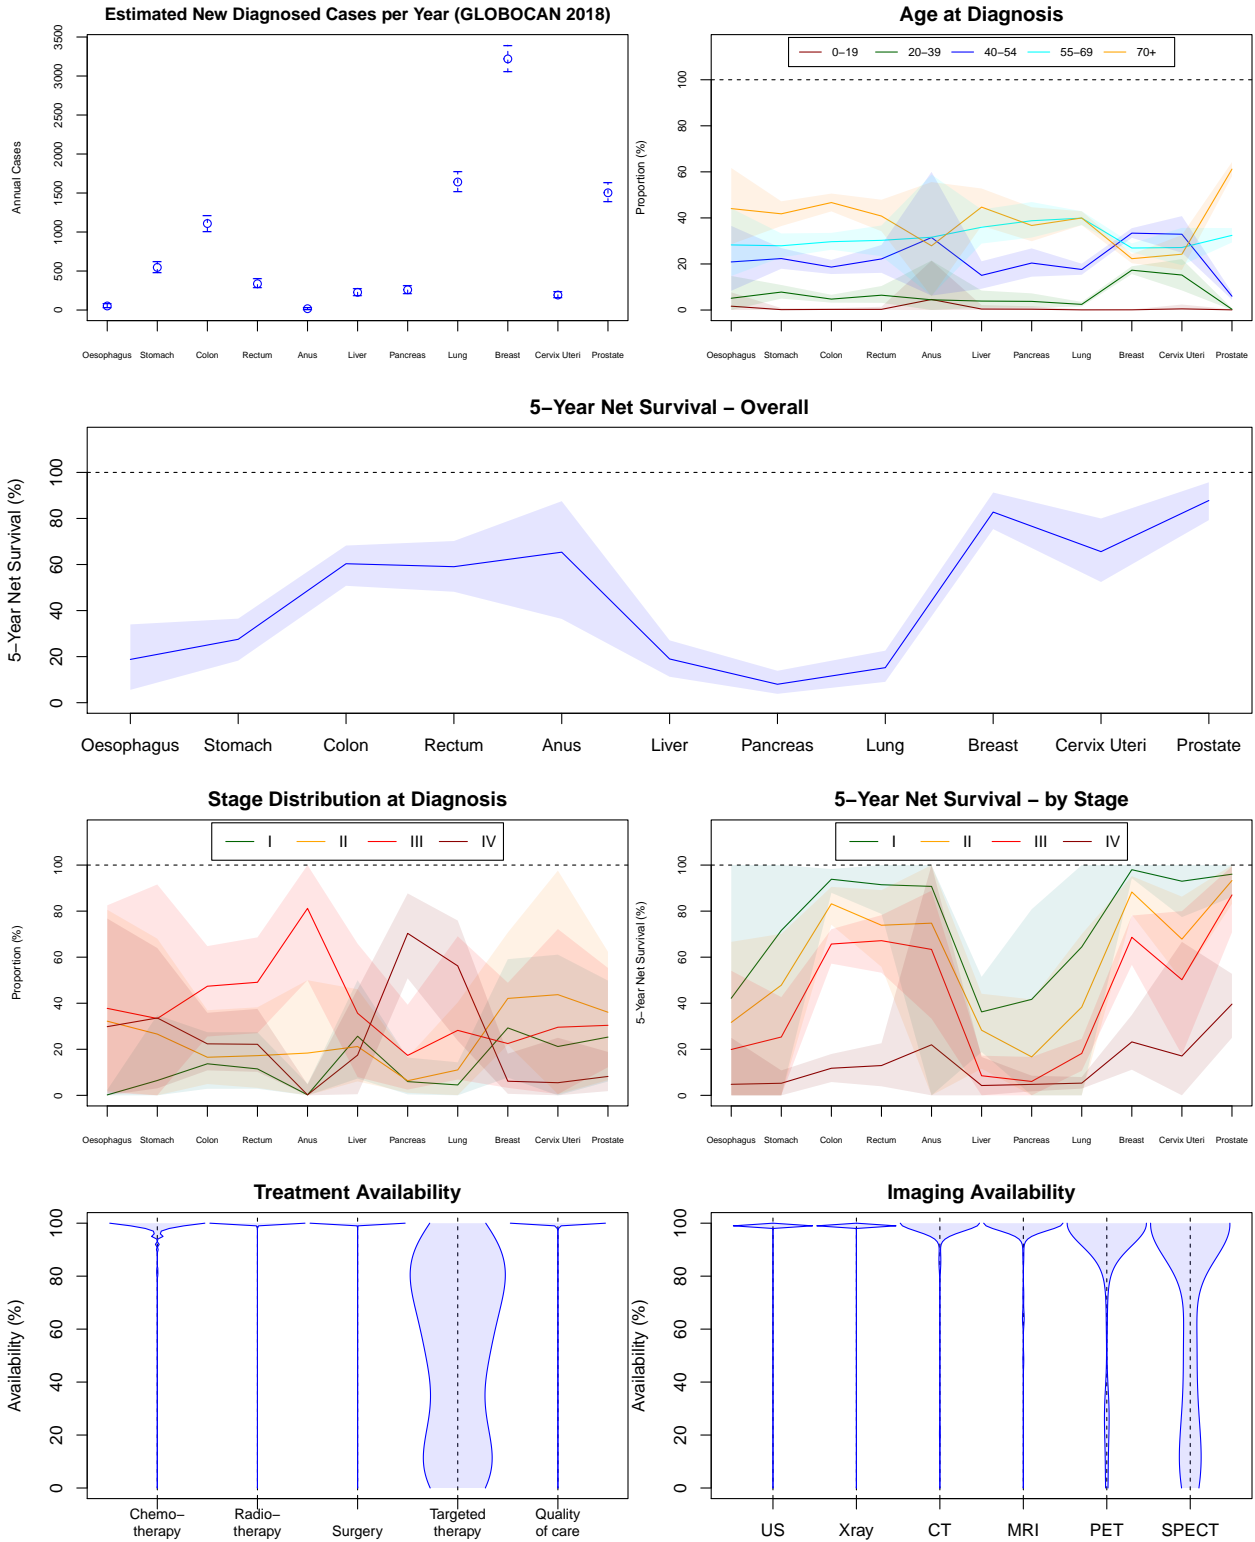 Estimated New Diagnosed Cases per Year (GLOBOCAN 2018)
Annual Cases
0 500 1000 1500 2000 2500 3000 3500
Oesophagus Stomach Colon Rectum Anus Liver Pancreas Lung Breast Cervix Uteri Prostate
Age at Diagnosis
0−19 20−39 40−54 55−69 70+
Proportion (%)
0 20 40 60 80 100
Oesophagus Stomach Colon Rectum Anus Liver Pancreas Lung Breast Cervix Uteri Prostate
5−Year Net Survival − Overall
5−Year Net Survival (%)
0 20 40 60 80 100
Oesophagus Stomach Colon Rectum Anus Liver Pancreas Lung Breast Cervix Uteri Prostate
Stage Distribution at Diagnosis
I II III IV
Proportion (%)
0 20 40 60 80 100
Oesophagus Stomach Colon Rectum Anus Liver Pancreas Lung Breast Cervix Uteri Prostate
5−Year Net Survival − by Stage
I II III IV
5−Year Net Survival (%)
0 20 40 60 80 100
Oesophagus Stomach Colon Rectum Anus Liver Pancreas Lung Breast Cervix Uteri Prostate
Treatment Availability
Availability (%)
0 20 40 60 80 100
Chemo− Radio− Targeted Quality
therapy therapy Surgery therapy of care
Imaging Availability
Availability (%)
0 20 40 60 80 100
US Xray CT MRI PET SPECT